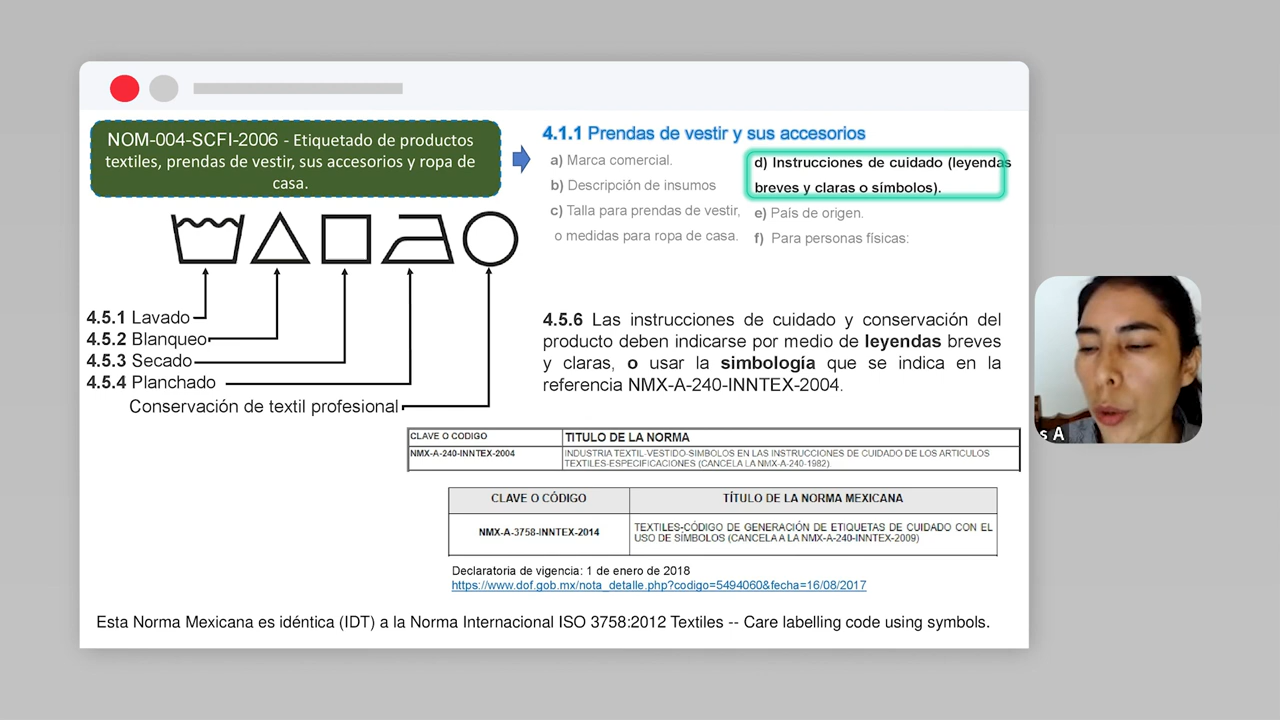 NOM-004-SCFI-2006 - Etiquetado de productos
textiles, prendas de vestir, sus accesorios y ropa de
casa.
4.1.1 Prendas de vestir y sus accesorios
a) Marca comercial.
b) Descripción de insumos
c) Talla para prendas de vestir,
o medidas para ropa de casa.
d) Instrucciones de cuidado (leyendas
breves y claras o símbolos).
e) País de origen.
f) Para personas físicas:
4.5.1 Lavado
4.5.2 Blanqueo
4.5.3 Secado
4.5.4 Planchado
Conservación de textil profesional
4.5.6 Las instrucciones de cuidado y conservación del
producto deben indicarse por medio de leyendas breves
y claras, o usar la simbología que se indica en la
referencia NMX-A-240-INNTEX-2004.
s A
CLAVE O CODIGO TITULO DE LA NORMA
NMX-A-240-INNTEX-2004 INDUSTRIA TEXTIL-VESTIDO-SIMBOLOS EN LAS INSTRUCCIONES DE CUIDADO DE LOS ARTICULOS
TEXTILES-ESPECIFICACIONES (CANCELA LA NMX-A-240-1982).
CLAVE O CÓDIGO TÍTULO DE LA NORMA MEXICANA
NMX-A-3758-INNTEX-2014 TEXTILES-CÓDIGO DE GENERACIÓN DE ETIQUETAS DE CUIDADO CON EL
USO DE SÍMBOLOS (CANCELA A LA NMX-A-240-INNTEX-2009)
Declaratoria de vigencia: 1 de enero de 2018
https://www.dof.gob.mx/nota_detalle.php?codigo=5494060&fecha=16/08/2017
Esta Norma Mexicana es idéntica (IDT) a la Norma Internacional ISO 3758:2012 Textiles -- Care labelling code using symbols.